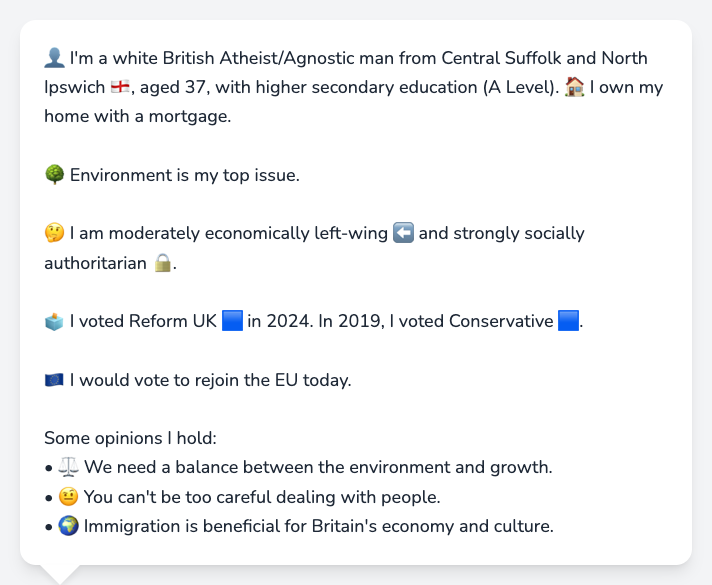 👤 I'm a white British Atheist/Agnostic man from Central Suffolk and North
Ipswich 🏴󠁧󠁢󠁥󠁮󠁧󠁿, aged 37, with higher secondary education (A Level). 🏠 I own my
home with a mortgage.
🌳 Environment is my top issue.
🤔 I am moderately economically left-wing ⬅️ and strongly socially
authoritarian 🔒.
🗳️ I voted Reform UK 🟦 in 2024. In 2019, I voted Conservative 🟦.
🇪🇺 I would vote to rejoin the EU today.
Some opinions I hold:
• ⚖️ We need a balance between the environment and growth.
• 🤨 You can't be too careful dealing with people.
• 🌍 Immigration is beneficial for Britain's economy and culture.